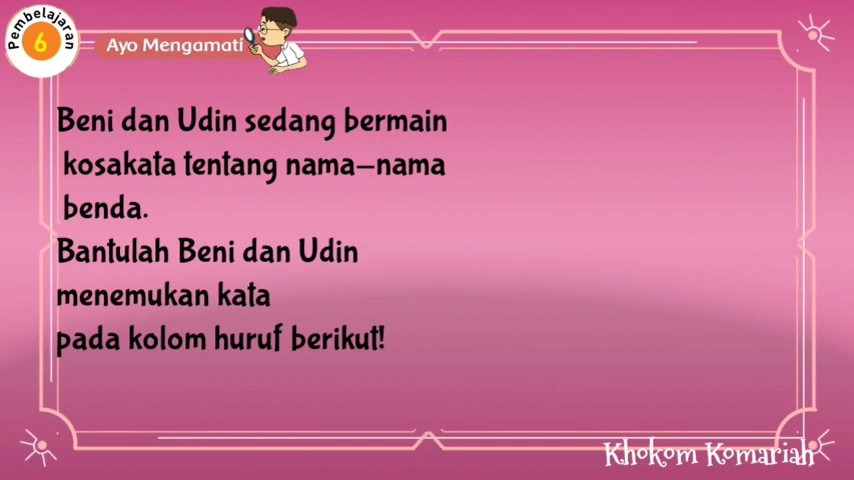 Pembelajaran
6
Ayo Mengamati
Beni dan Udin sedang bermain
kosakata tentang nama-nama
benda.
Bantulah Beni dan Udin
menemukan kata
pada kolom huruf berikut!
Khokom Komariah